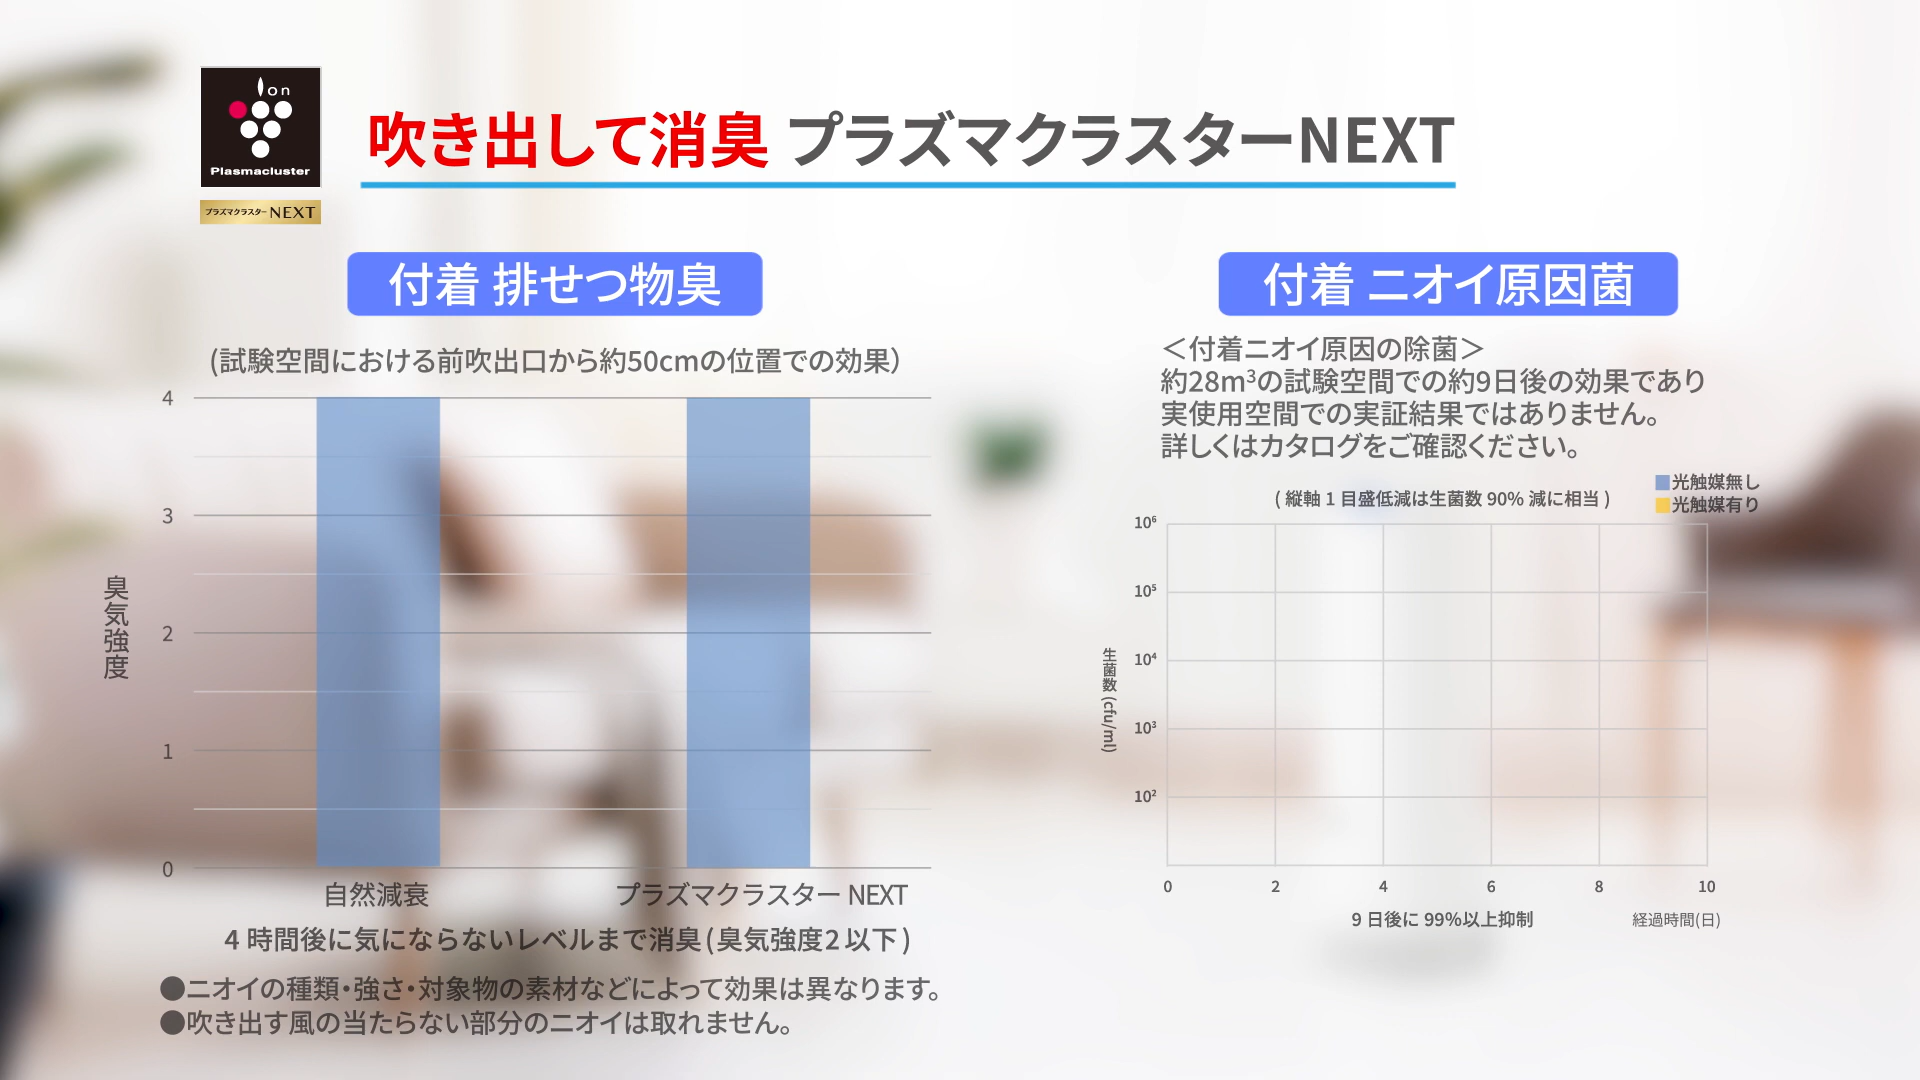 ion
Plasmacluster
プラズマクラスター NEXT
吹き出して消臭 プラズマクラスターNEXT
付着 排せつ物臭
(試験空間における前吹出口から約50cmの位置での効果)
4
3
2
1
0
臭気強度
自然減衰
プラズマクラスター NEXT
4 時間後に気にならないレベルまで消臭(臭気強度2以下)
●ニオイの種類・強さ・対象物の素材などによって効果は異なります。
●吹き出す風の当たらない部分のニオイは取れません。
付着 ニオイ原因菌
＜付着ニオイ原因の除菌＞
約28m³の試験空間での約9日後の効果であり
実使用空間での実証結果ではありません。
詳しくはカタログをご確認ください。
光触媒無し
光触媒有り
( 縦軸 1 目盛低減は生菌数 90% 減に相当 )
10⁶
10⁵
10⁴
10³
10²
生菌数 (cfu/ml)
0 2 4 6 8 10
9 日後に 99%以上抑制
経過時間(日)